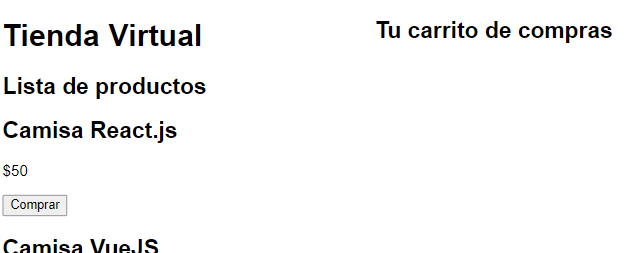 Tienda Virtual
Tu carrito de compras
Lista de productos
Camisa React.js
$50
Comprar
Camisa VueJS